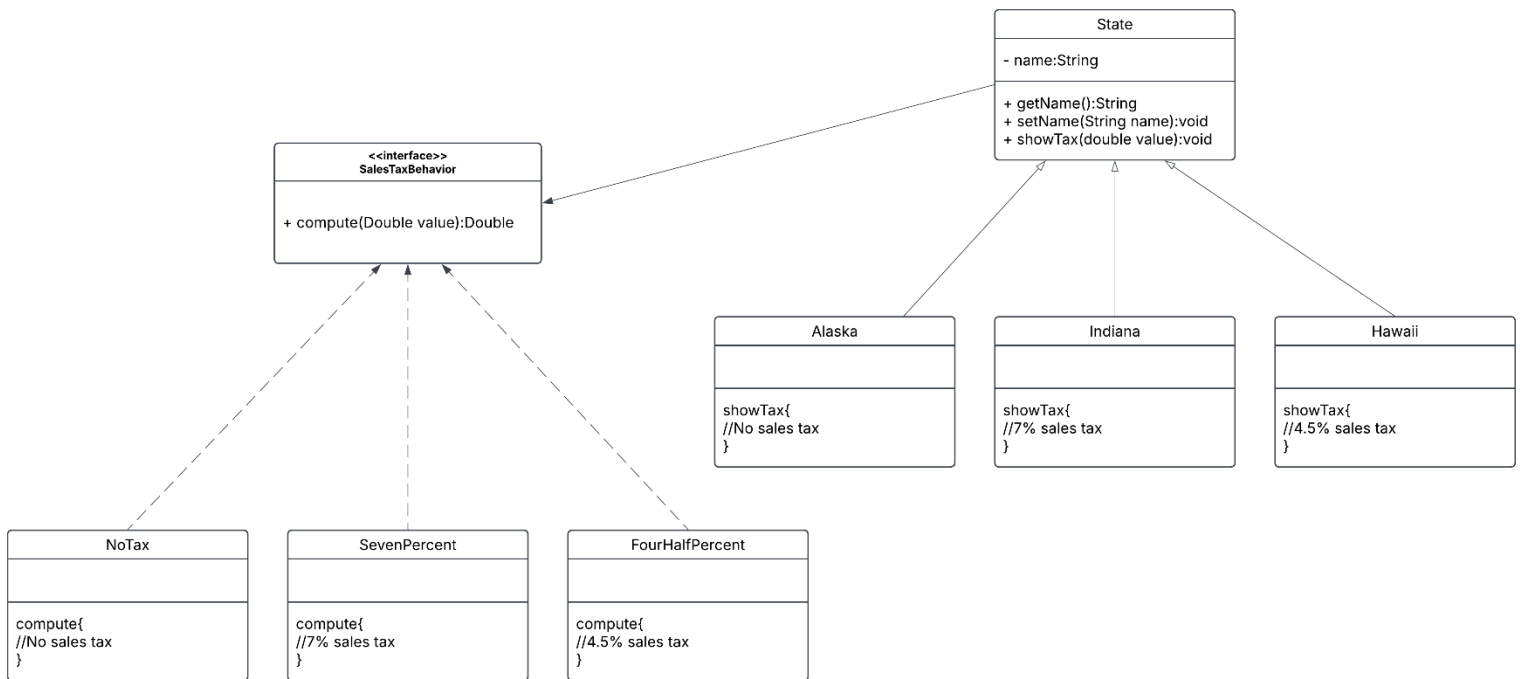 State
- name:String
+ getName():String
+ setName(String name):void
+ showTax(double value):void
<<interface>>
SalesTaxBehavior
+ compute(Double value):Double
Alaska
showTax{
//No sales tax
}
Indiana
showTax{
//7% sales tax
}
Hawaii
showTax{
//4.5% sales tax
}
NoTax
compute{
//No sales tax
}
SevenPercent
compute{
//7% sales tax
}
FourHalfPercent
compute{
//4.5% sales tax
}